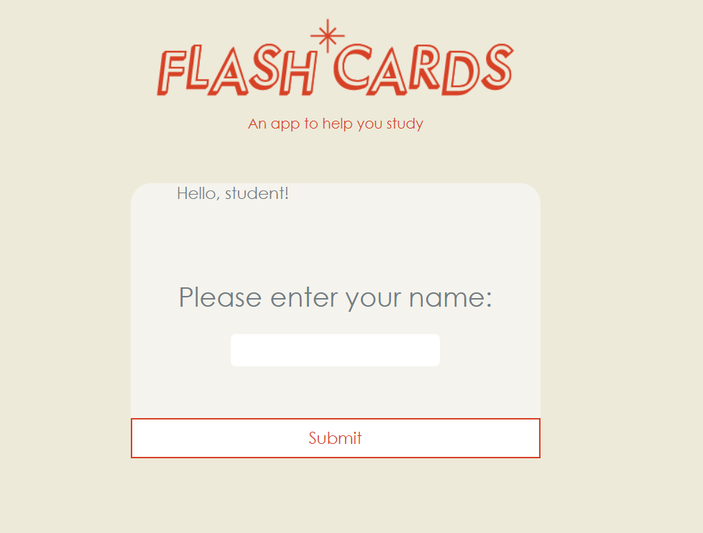 FLASH CARDS
An app to help you study
Hello, student!
Please enter your name:
Submit